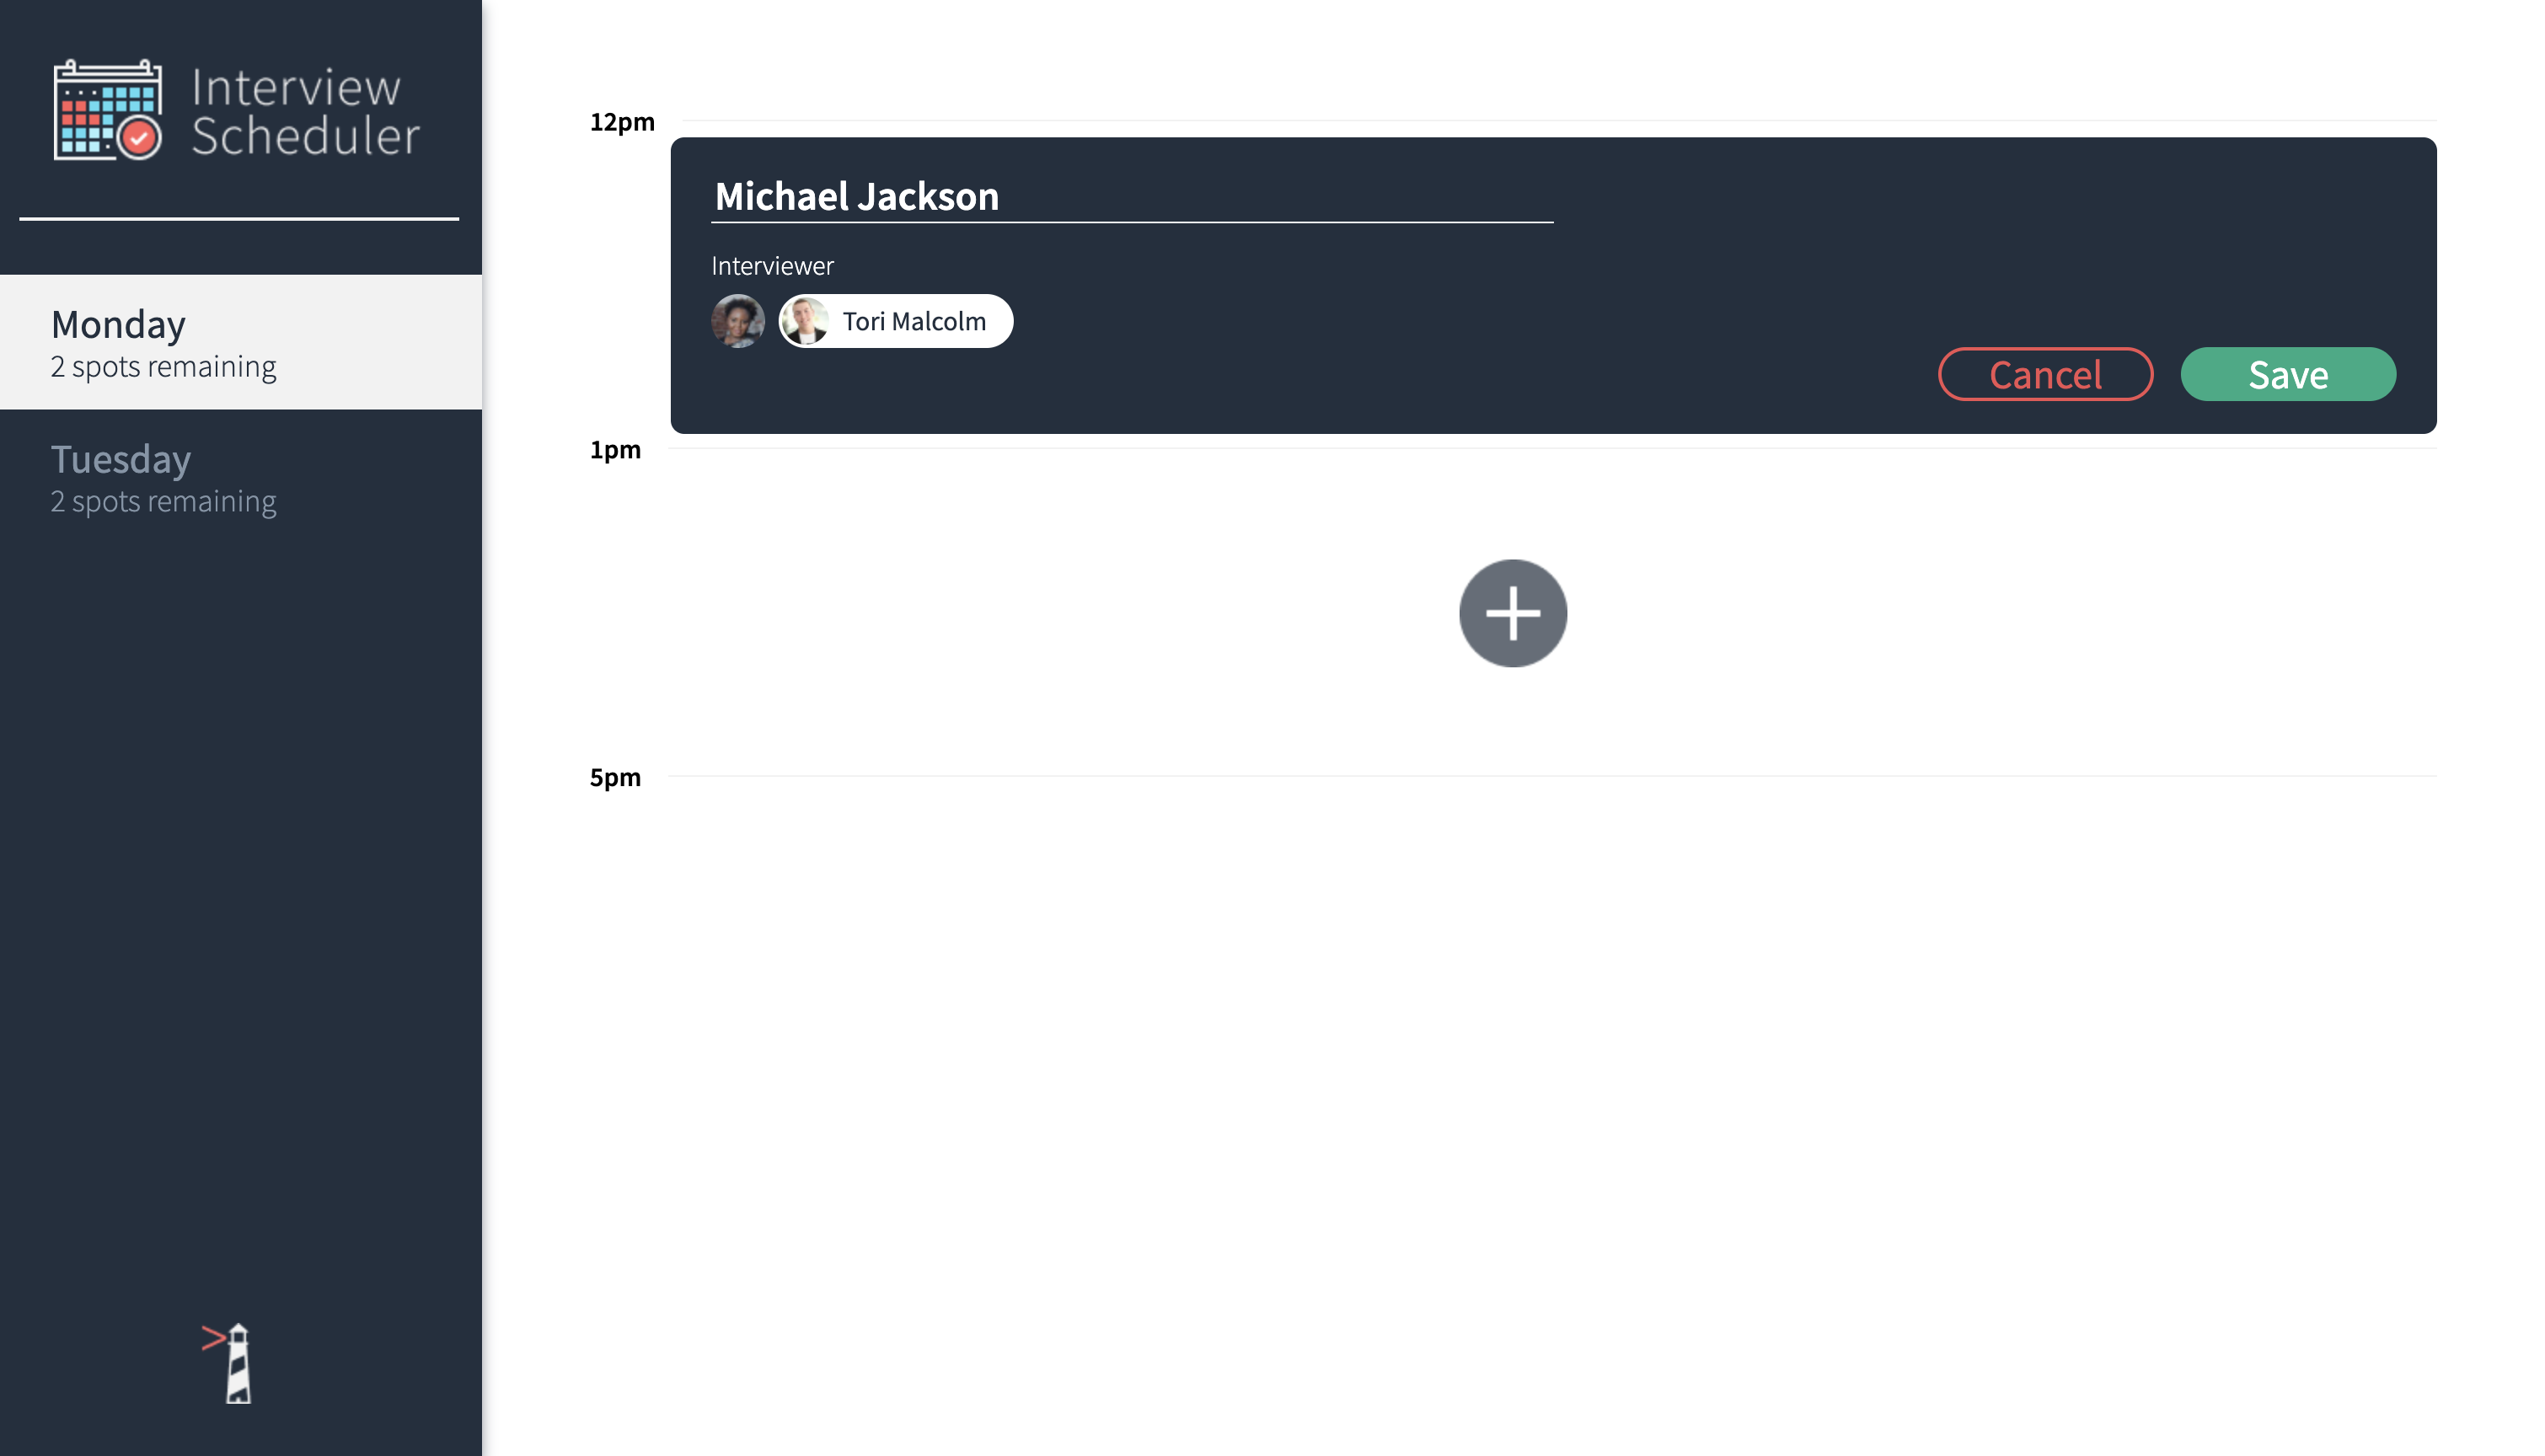 Interview
Scheduler
Monday
2 spots remaining
Tuesday
2 spots remaining
12pm
Michael Jackson
Interviewer
Tori Malcolm
Cancel
Save
1pm
5pm